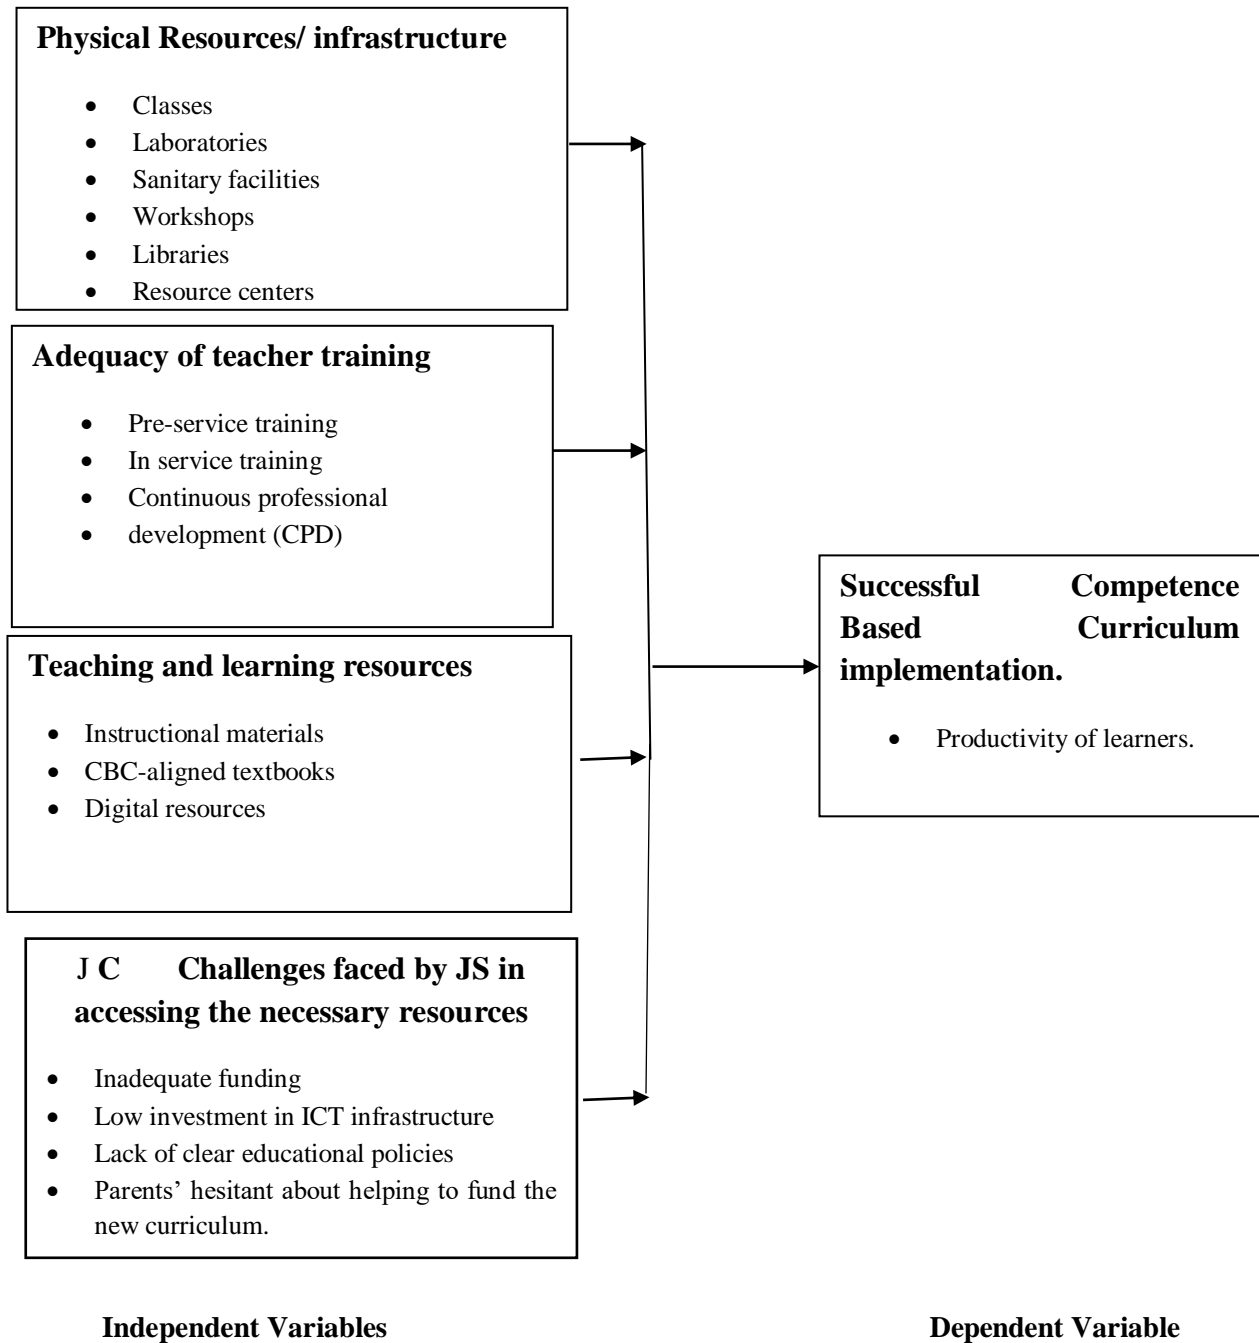 Physical Resources/ infrastructure
• Classes
• Laboratories
• Sanitary facilities
• Workshops
• Libraries
• Resource centers
Adequacy of teacher training
• Pre-service training
• In service training
• Continuous professional
• development (CPD)
Teaching and learning resources
• Instructional materials
• CBC-aligned textbooks
• Digital resources
J C Challenges faced by JS in
accessing the necessary resources
• Inadequate funding
• Low investment in ICT infrastructure
• Lack of clear educational policies
• Parents’ hesitant about helping to fund the
new curriculum.
Successful Competence
Based Curriculum
implementation.
• Productivity of learners.
Independent Variables
Dependent Variable